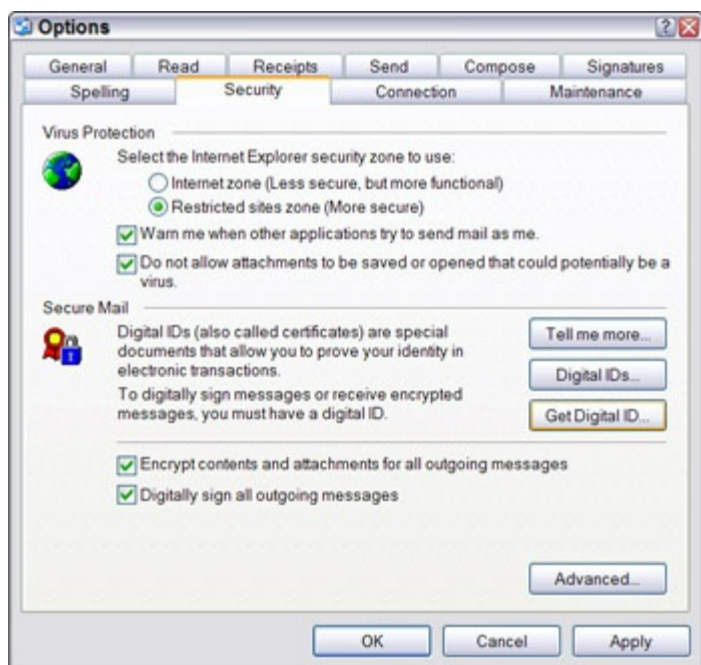 Options
General Read Receipts Send Compose Signatures
Spelling Security Connection Maintenance
Virus Protection
Select the Internet Explorer security zone to use:
Internet zone (Less secure, but more functional)
Restricted sites zone (More secure)
Warn me when other applications try to send mail as me.
Do not allow attachments to be saved or opened that could potentially be a
virus.
Secure Mail
Digital IDs (also called certificates) are special
documents that allow you to prove your identity in
electronic transactions.
Tell me more...
Digital IDs...
To digitally sign messages or receive encrypted
messages, you must have a digital ID.
Get Digital ID...
Encrypt contents and attachments for all outgoing messages
Digitally sign all outgoing messages
Advanced...
OK Cancel Apply